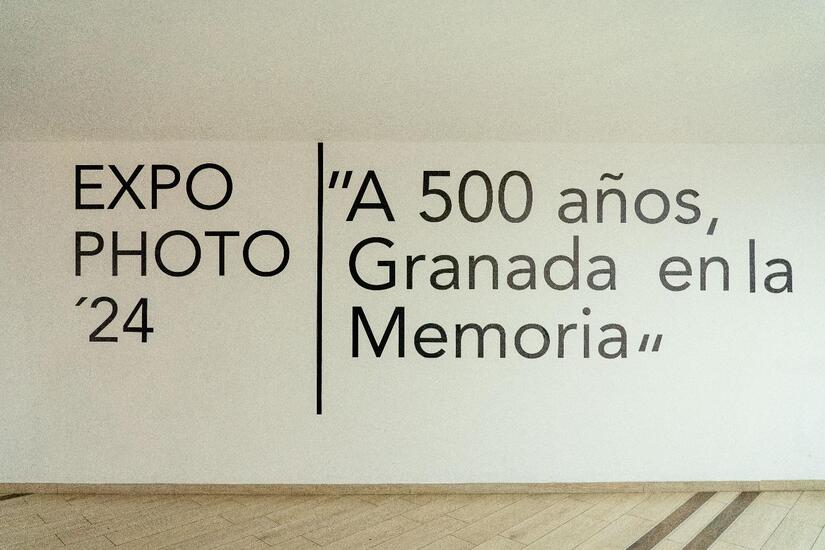 EXPO
PHOTO
´24
"A 500 años,
Granada en la
Memoria"